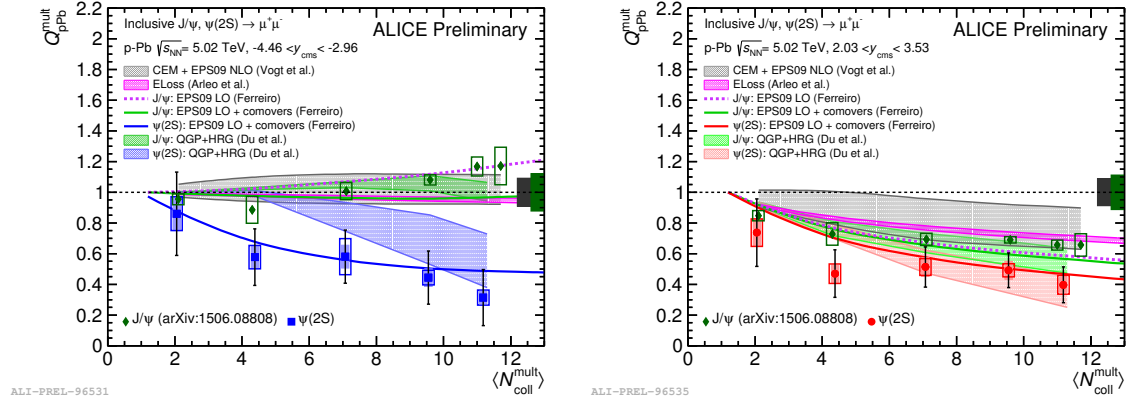 Q_pPb^mult
2.2
2
1.8
1.6
1.4
1.2
1
0.8
0.6
0.4
0.2
0
Inclusive J/ψ, ψ(2S)→ μ⁺μ⁻
ALICE Preliminary
p-Pb √s_NN= 5.02 TeV, -4.46 <y_cms< -2.96
CEM + EPS09 NLO (Vogt et al.)
ELoss (Arleo et al.)
J/ψ: EPS09 LO (Ferreiro)
J/ψ: EPS09 LO + comovers (Ferreiro)
ψ(2S): EPS09 LO + comovers (Ferreiro)
J/ψ: QGP+HRG (Du et al.)
ψ(2S): QGP+HRG (Du et al.)
J/ψ (arXiv:1506.08808) ψ(2S)
0 2 4 6 8 10 12
⟨N_coll^mult⟩
ALI-PREL-96531
Q_pPb^mult
2.2
2
1.8
1.6
1.4
1.2
1
0.8
0.6
0.4
0.2
0
Inclusive J/ψ, ψ(2S)→ μ⁺μ⁻
ALICE Preliminary
p-Pb √s_NN= 5.02 TeV, 2.03 <y_cms< 3.53
CEM + EPS09 NLO (Vogt et al.)
ELoss (Arleo et al.)
J/ψ: EPS09 LO (Ferreiro)
J/ψ: EPS09 LO + comovers (Ferreiro)
ψ(2S): EPS09 LO + comovers (Ferreiro)
J/ψ: QGP+HRG (Du et al.)
ψ(2S): QGP+HRG (Du et al.)
J/ψ (arXiv:1506.08808) ψ(2S)
0 2 4 6 8 10 12
⟨N_coll^mult⟩
ALI-PREL-96535